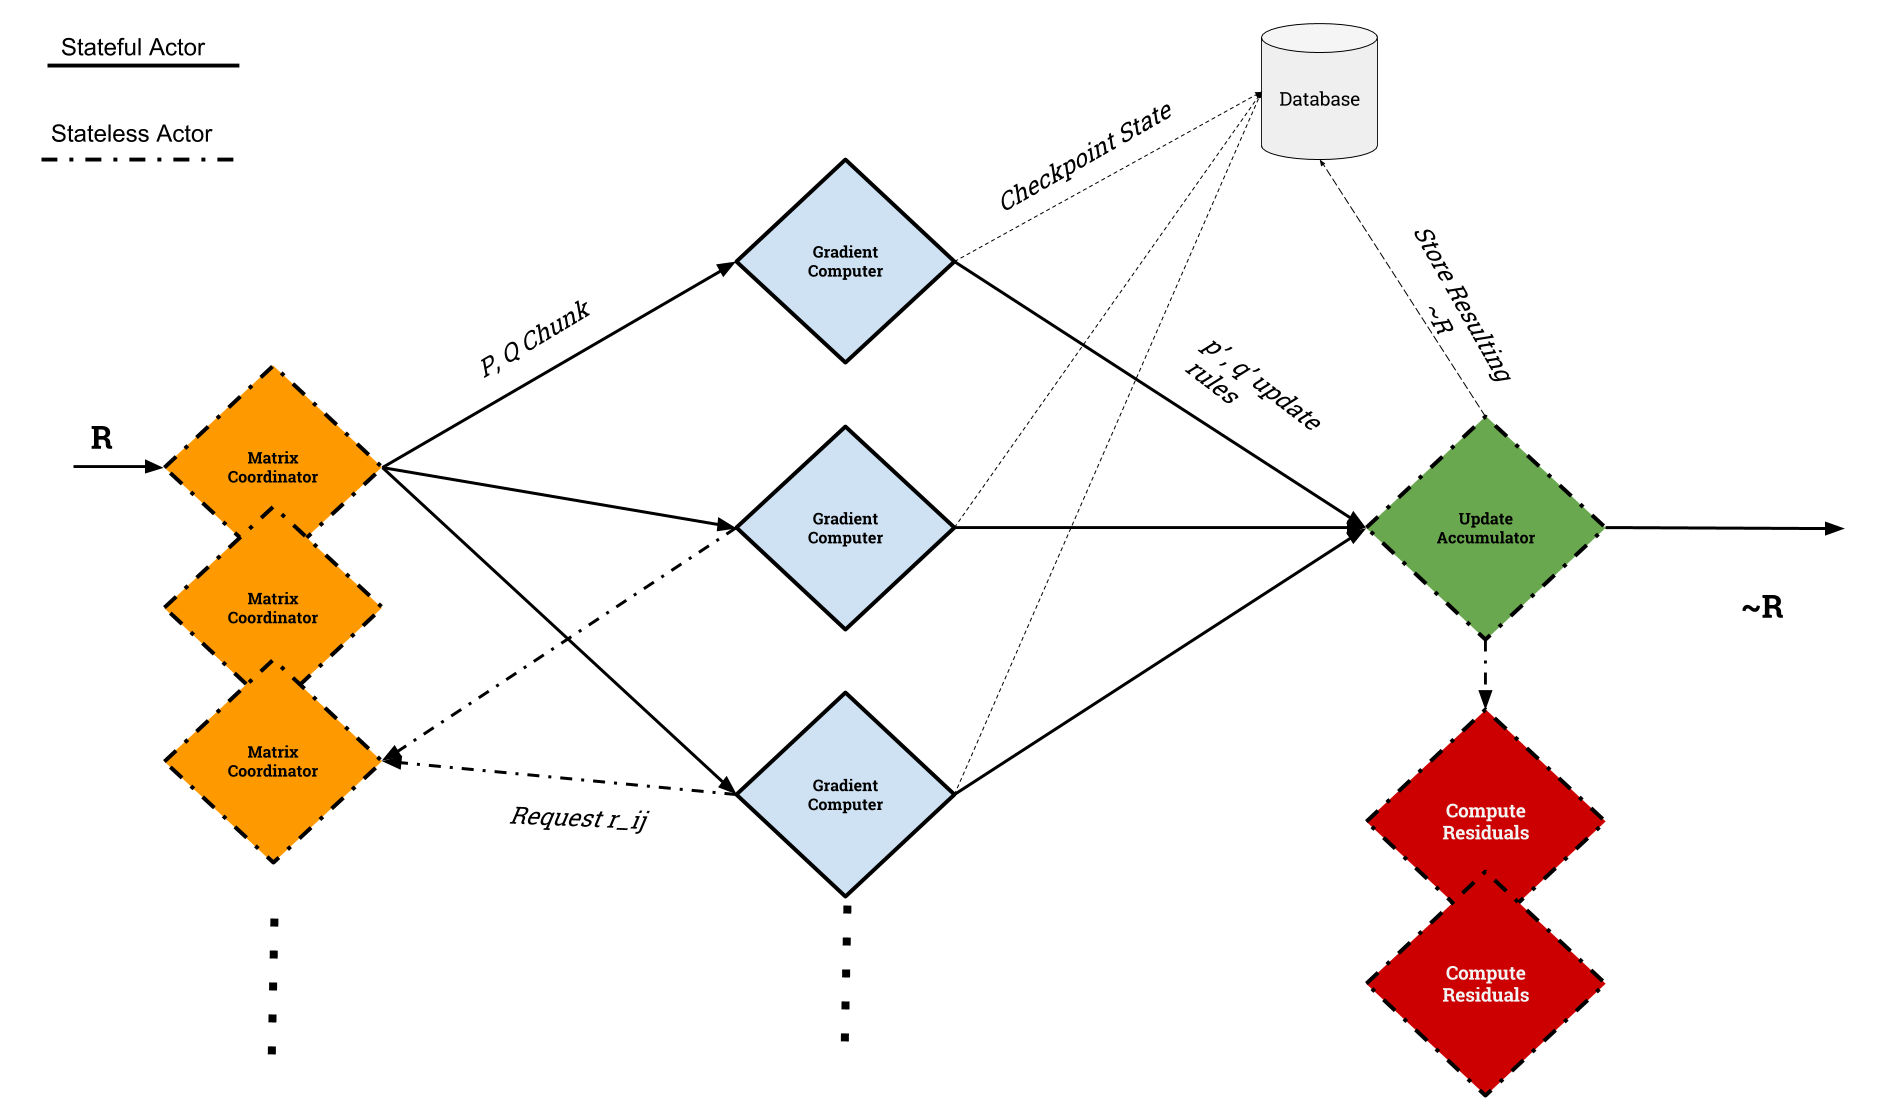 Stateful Actor
Stateless Actor
Database
Checkpoint State
Store Resulting
~R
Gradient
Computer
P, Q Chunk
p', q' update
rules
R
Matrix
Coordinator
Gradient
Computer
Update
Accumulator
~R
Matrix
Coordinator
Matrix
Coordinator
Request r_ij
Gradient
Computer
Compute
Residuals
Compute
Residuals